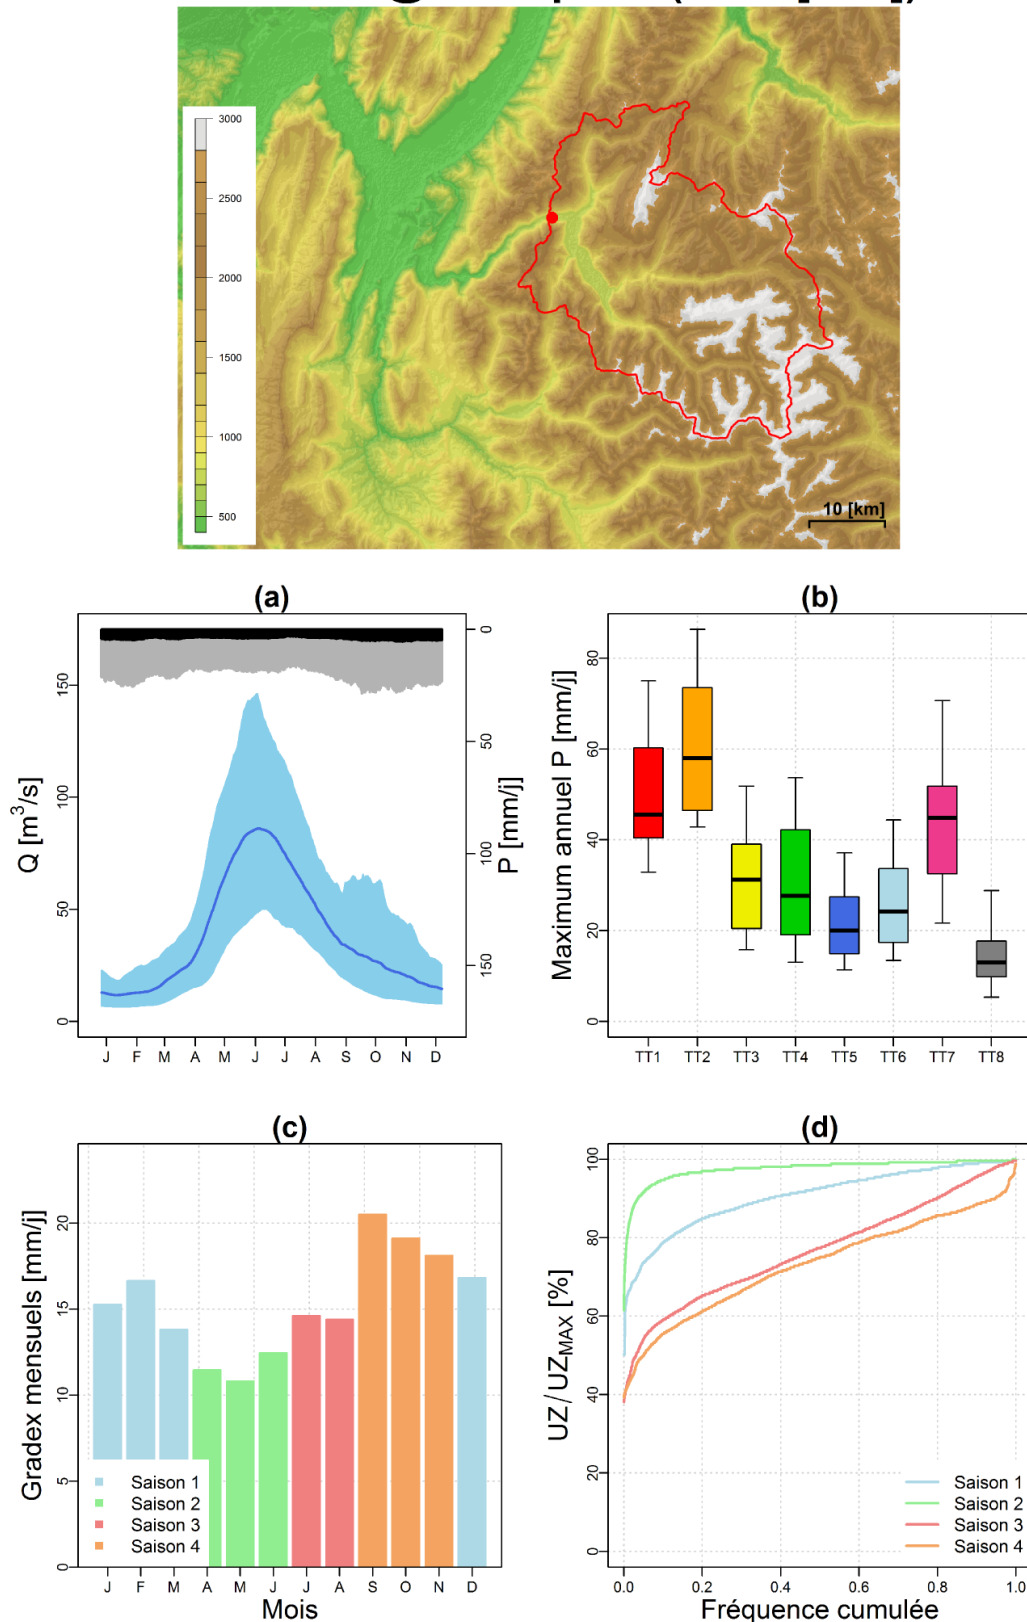 3000
2500
2000
1500
1000
500
10 [km]
(a)
Q [m³/s]
0
50
100
150
0
50
100
150
P [mm/j]
J F M A M J J A S O N D
(b)
Maximum annuel P [mm/j]
0
20
40
60
80
TT1 TT2 TT3 TT4 TT5 TT6 TT7 TT8
(c)
Gradex mensuels [mm/j]
0
5
10
15
20
Saison 1
Saison 2
Saison 3
Saison 4
J F M A M J J A S O N D
Mois
(d)
UZ/UZMAX [%]
0
20
40
60
80
100
Saison 1
Saison 2
Saison 3
Saison 4
0.0 0.2 0.4 0.6 0.8 1.0
Fréquence cumulée